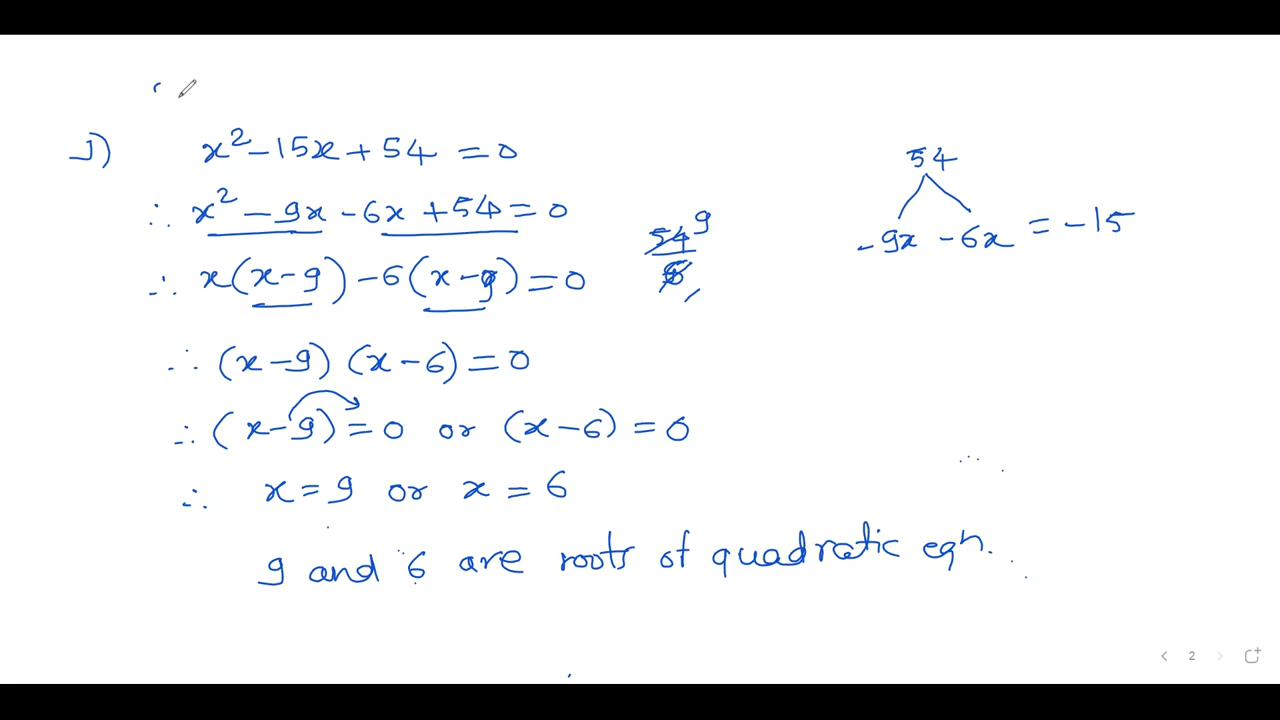 1) x² - 15x + 54 = 0
54
∴ x² - 9x - 6x + 54 = 0
- 9x - 6x = - 15
54 9
6
∴ x(x-9) - 6(x-9) = 0
∴ (x-9) (x-6) = 0
∴ (x-9) = 0 or (x-6) = 0
∴ x = 9 or x = 6
9 and 6 are roots of quadratic eqn.
2